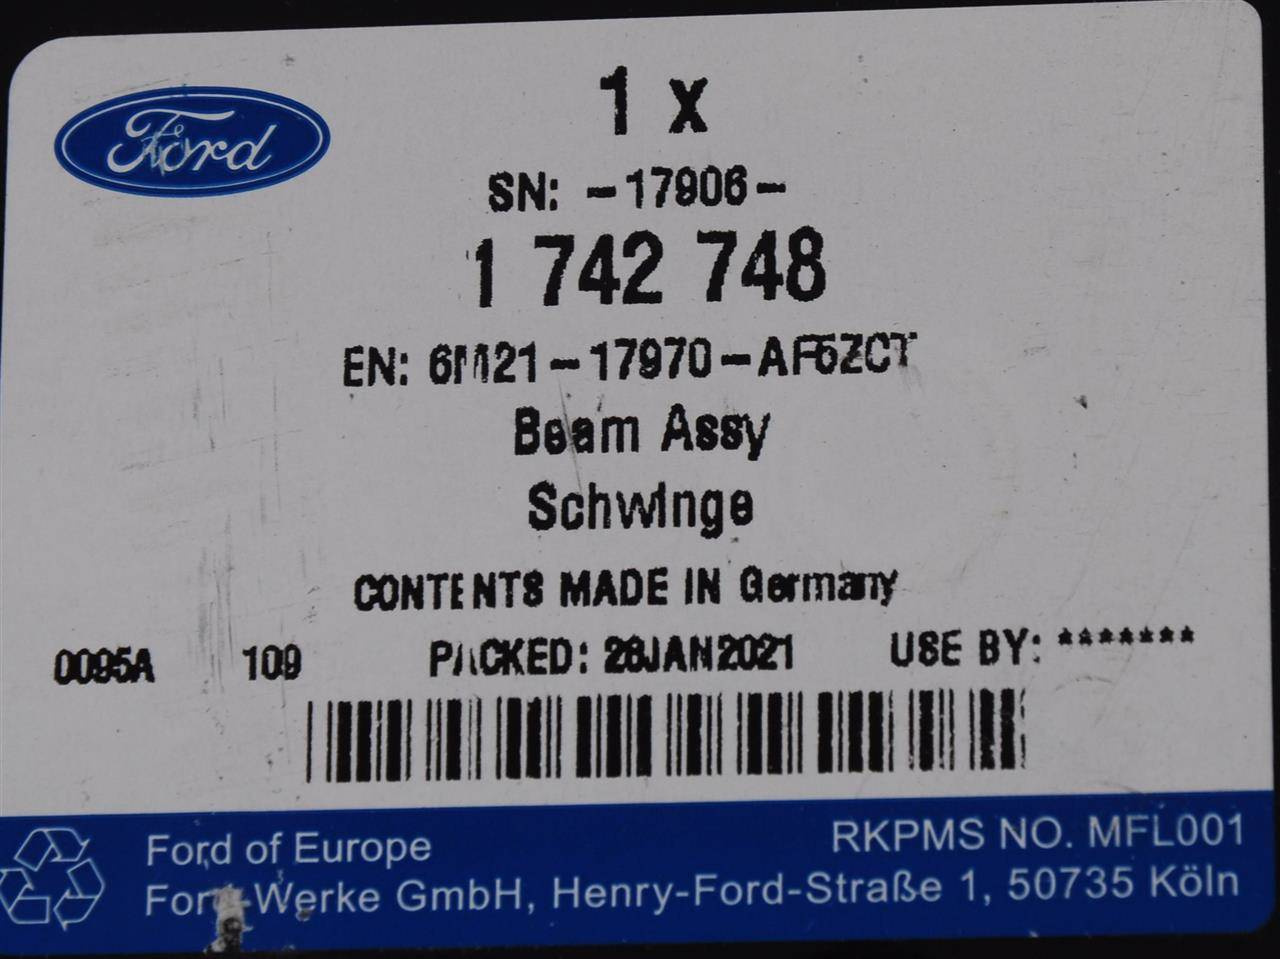 Ford
1 x
SN: -17906-
1 742 748
EN: 6M21-17970-AF5ZCT
Beam Assy
Schwinge
CONTENTS MADE IN Germany
0095A 109 PACKED: 28JAN2021 USE BY: *******
Ford of Europe
RKPMS NO. MFL001
Ford-Werke GmbH, Henry-Ford-Straße 1, 50735 Köln